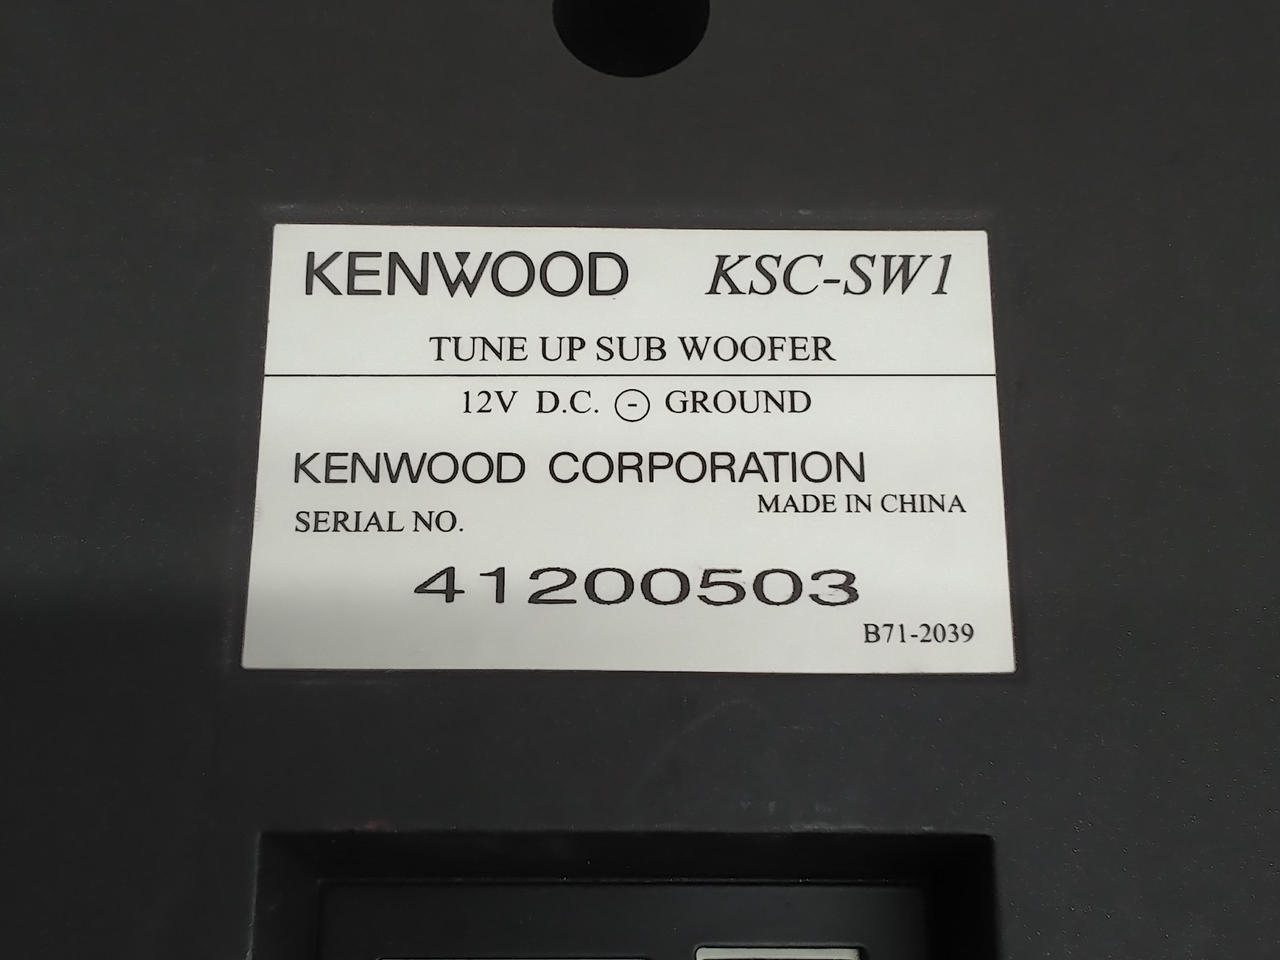 KENWOOD KSC-SW1
TUNE UP SUB WOOFER
12V D.C. ⊖ GROUND
KENWOOD CORPORATION
MADE IN CHINA
SERIAL NO.
41200503
B71-2039